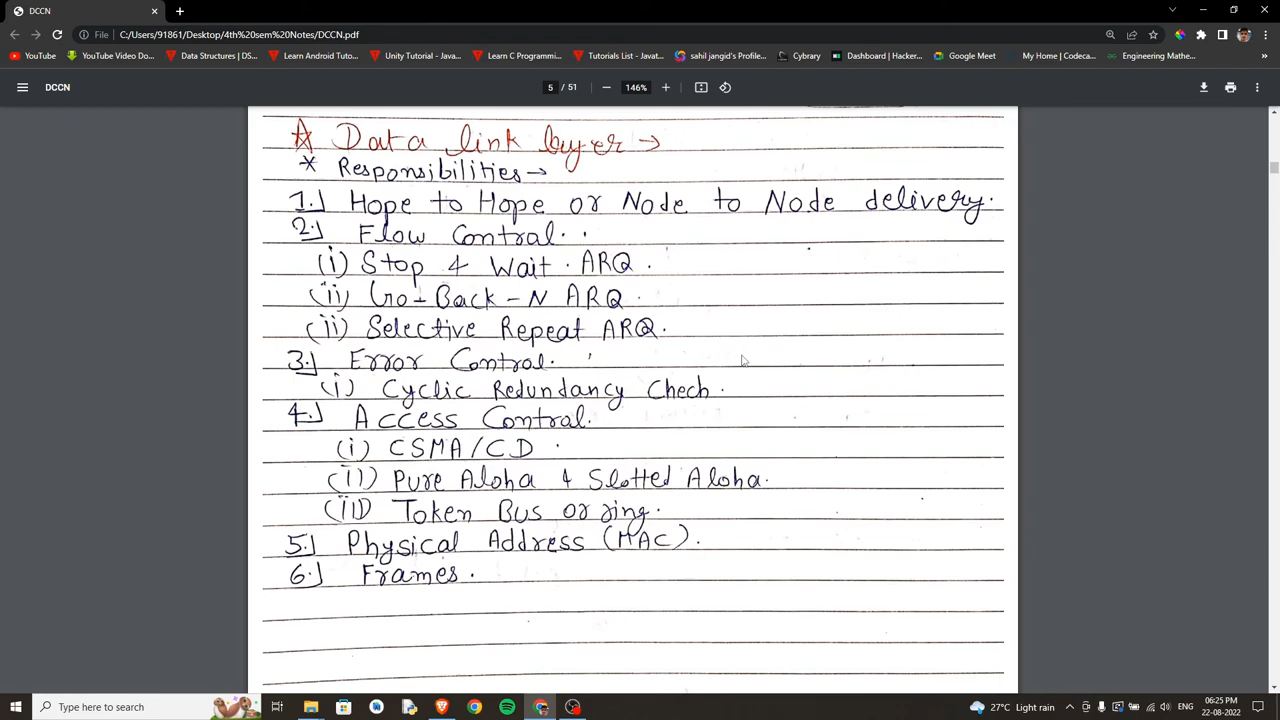 DCCN
File
C:/Users/91861/Desktop/4th%20sem%20Notes/DCCN.pdf
YouTube
YouTube Video Dow...
Data Structures | DS...
Learn Android Tuto...
Unity Tutorial - Java...
Learn C Programmi...
Tutorials List - Javat...
sahil jangid's Profile...
Cybrary
Dashboard | Hacker...
Google Meet
My Home | Codeca...
Engineering Mathe...
DCCN
5 / 51
146%
Data link layer →
* Responsibilities →
1.] Hope to Hope or Node to Node delivery.
2.] Flow Control.
(i) Stop & Wait ARQ.
(ii) Go-Back-N ARQ.
(ii) Selective Repeat ARQ.
3.] Error Control.
(i) Cyclic Redundancy Chech.
4.] Access Control.
(i) CSMA/CD.
(ii) Pure Aloha & Slotted Aloha.
(iii) Token Bus or ring.
5.] Physical Address (MAC).
6.] Frames.
Type here to search
27°C Light rain
ENG
06:25 PM
22-08-2022